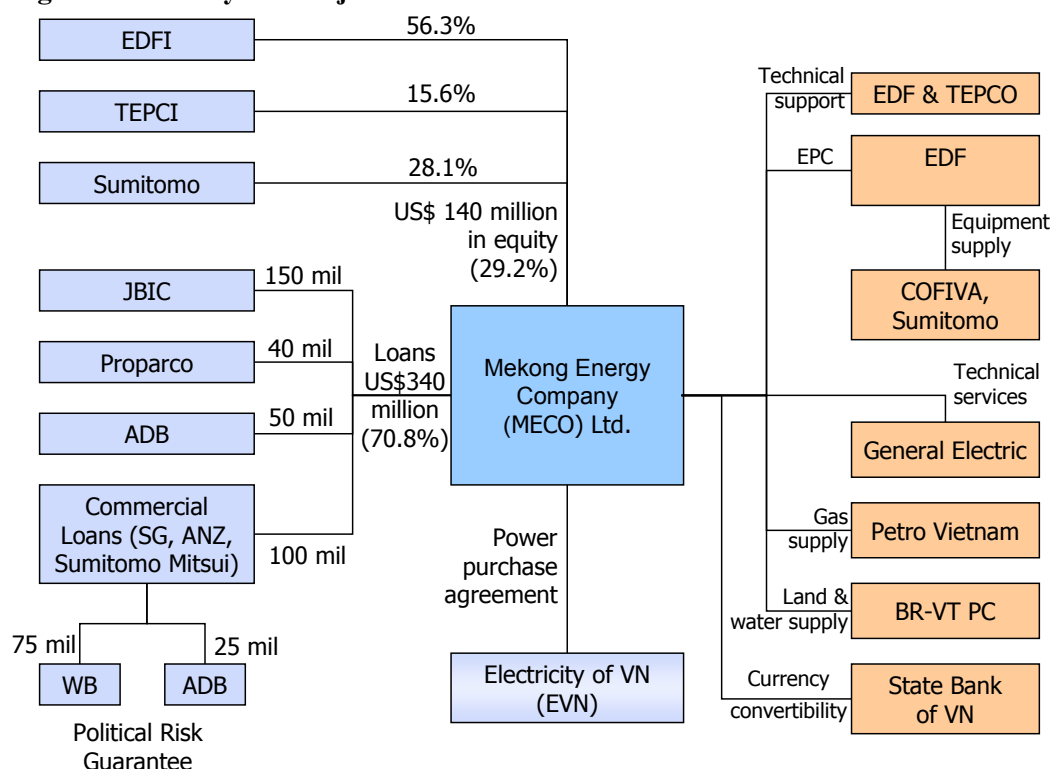 EDFI
56.3%
TEPCI
15.6%
Sumitomo
28.1%
US$ 140 million
in equity
(29.2%)
JBIC
150 mil
Proparco
40 mil
ADB
50 mil
Commercial
Loans (SG, ANZ,
Sumitomo Mitsui)
100 mil
Loans
US$340
million
(70.8%)
75 mil
25 mil
WB
ADB
Political Risk
Guarantee
Mekong Energy
Company
(MECO) Ltd.
Power
purchase
agreement
Electricity of VN
(EVN)
Technical
support
EDF & TEPCO
EPC
EDF
Equipment
supply
COFIVA,
Sumitomo
Technical
services
General Electric
Gas
supply
Petro Vietnam
Land &
water supply
BR-VT PC
Currency
convertibility
State Bank
of VN